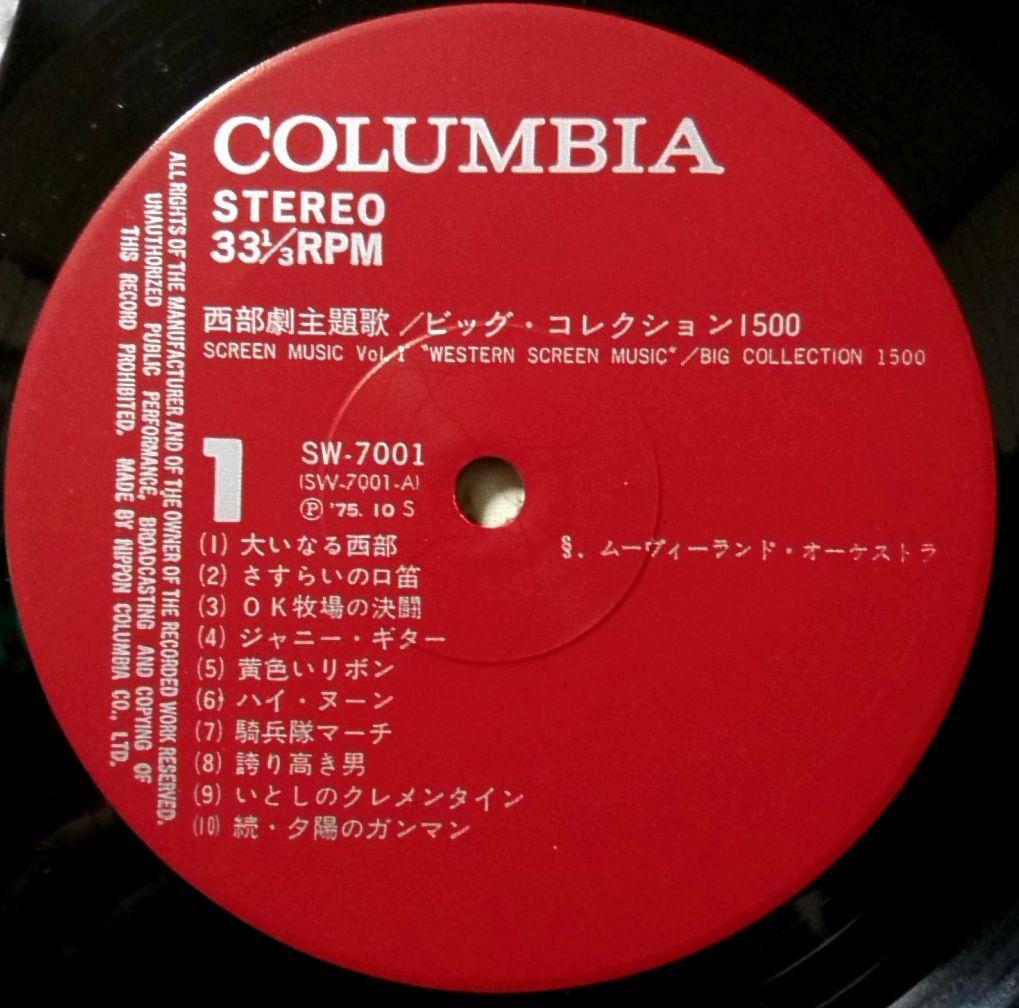 COLUMBIA
STEREO
33⅓RPM
西部劇主題歌／ビッグ・コレクション1500
SCREEN MUSIC Vol.1 "WESTERN SCREEN MUSIC"／BIG COLLECTION 1500
1
SW-7001
(SW-7001-A)
Ⓟ '75. 10 S
(1) 大いなる西部
§. ムーヴィーランド・オーケストラ
(2) さすらいの口笛
(3) OK牧場の決闘
(4) ジャニー・ギター
(5) 黄色いリボン
(6) ハイ・ヌーン
(7) 騎兵隊マーチ
(8) 誇り高き男
(9) いとしのクレメンタイン
(10) 続・夕陽のガンマン
ALL RIGHTS OF THE MANUFACTURER AND OF THE OWNER OF THE RECORDED WORK RESERVED.
UNAUTHORIZED PUBLIC PERFORMANCE, BROADCASTING AND COPYING OF
THIS RECORD PROHIBITED. MADE BY NIPPON COLUMBIA CO., LTD.